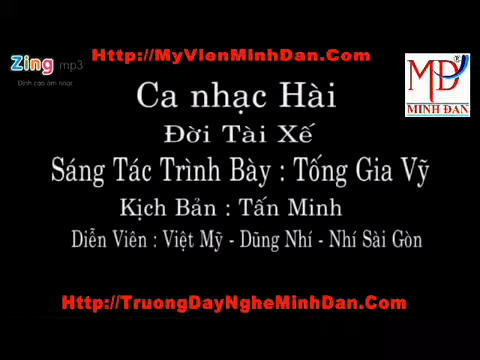 Http://MyVienMinhDan.Com
Zing mp3
Đỉnh cao âm nhạc
MD
®
MINH ĐAN
Ca nhạc Hài
Đời Tài Xế
Sáng Tác Trình Bày : Tống Gia Vỹ
Kịch Bản : Tấn Minh
Diễn Viên : Việt Mỹ - Dũng Nhí - Nhí Sài Gòn
Http://TruongDayNgheMinhDan.Com